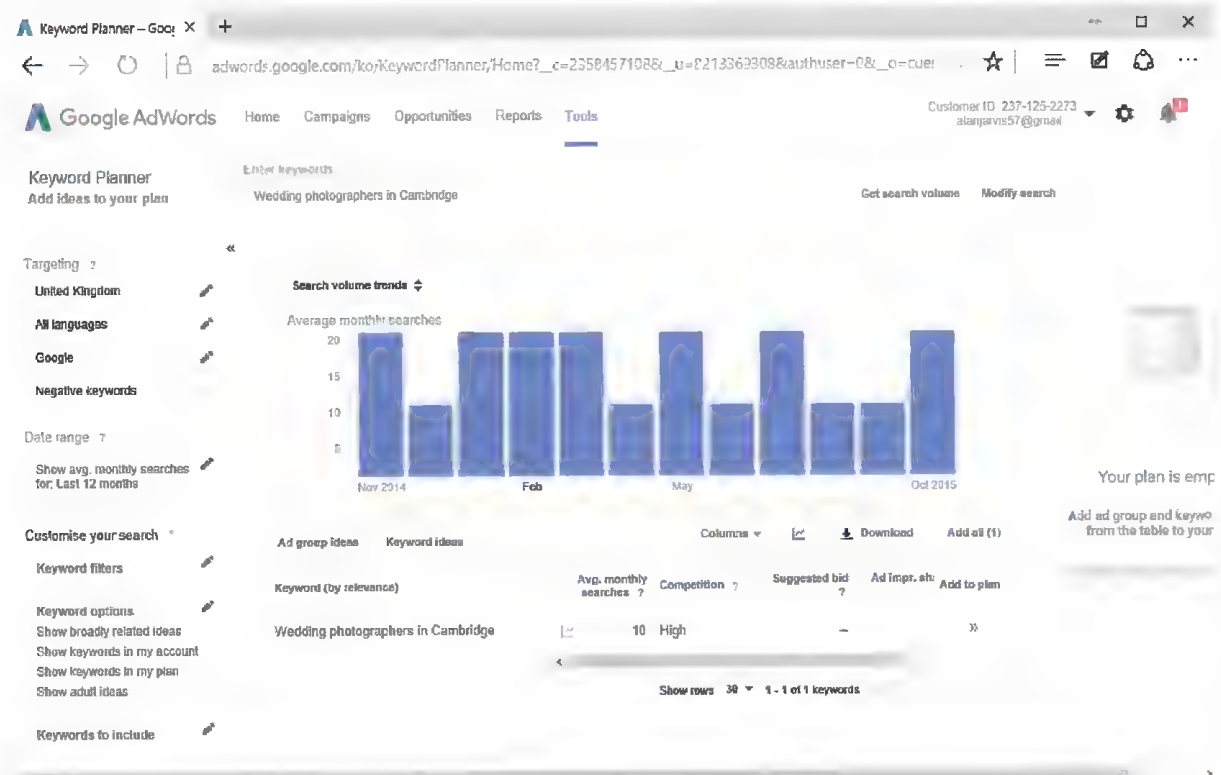 Keyword Planner – Goog
adwords.google.com/ko/KeywordPlanner/Home?
Google AdWords
Home Campaigns Opportunities Reports Tools
Customer ID 237-125-2273
alanjarvis57@gmail
Keyword Planner
Add ideas to your plan
Enter keywords
Wedding photographers in Cambridge
Get search volume Modify search
Targeting ?
United Kingdom
All languages
Google
Negative keywords
Date range ?
Show avg. monthly searches
for: Last 12 months
Customise your search
Keyword filters
Keyword options
Show broadly related ideas
Show keywords in my account
Show keywords in my plan
Show adult ideas
Keywords to include
Search volume trends
Average monthly searches
20
15
10
5
Nov 2014 Feb May Oct 2015
Ad group ideas Keyword ideas
Columns Download Add all (1)
Keyword (by relevance) Avg. monthly searches ? Competition ? Suggested bid ? Ad impr. sh: Add to plan
Wedding photographers in Cambridge 10 High – »
Show rows 30 1 - 1 of 1 keywords
Your plan is emp
Add ad group and keywo
from the table to your